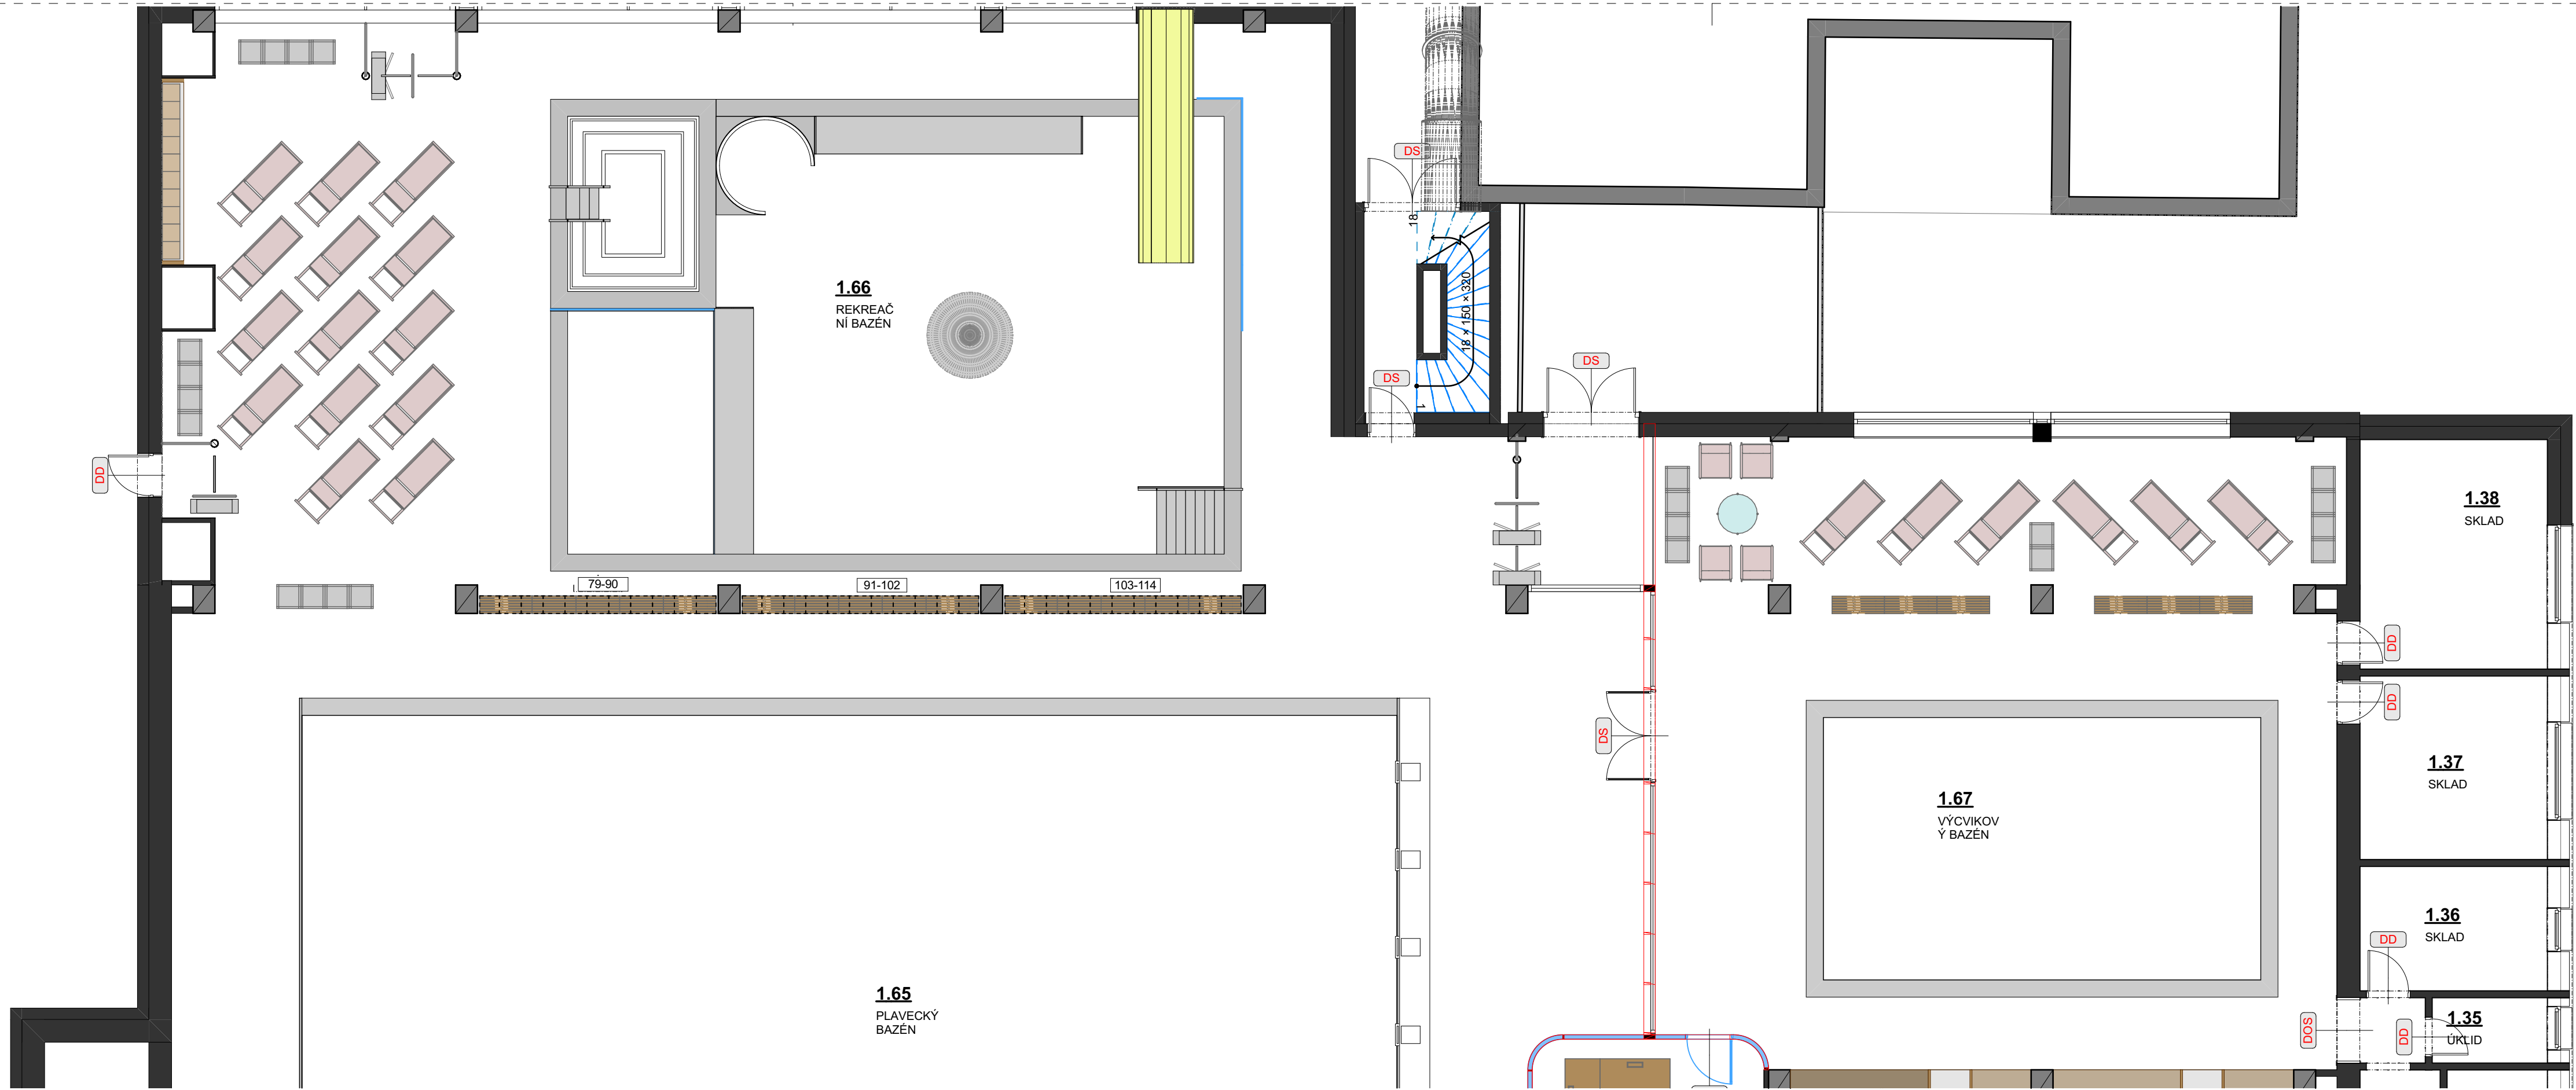 DS
18
1.66
REKREAČ
NÍ BAZÉN
18 × 150 × 320
DS
DS
1
DD
1.38
SKLAD
79-90
91-102
103-114
DD
DD
DS
1.37
SKLAD
1.67
VÝCVIKOV
Ý BAZÉN
1.36
SKLAD
DD
1.65
PLAVECKÝ
BAZÉN
DOS
DD
1.35
ÚKLID